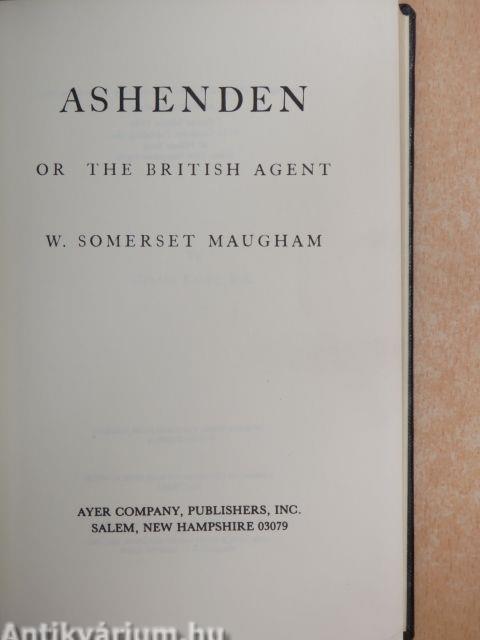 ASHENDEN
OR THE BRITISH AGENT
W. SOMERSET MAUGHAM
AYER COMPANY, PUBLISHERS, INC.
SALEM, NEW HAMPSHIRE 03079
Antikvárium.hu